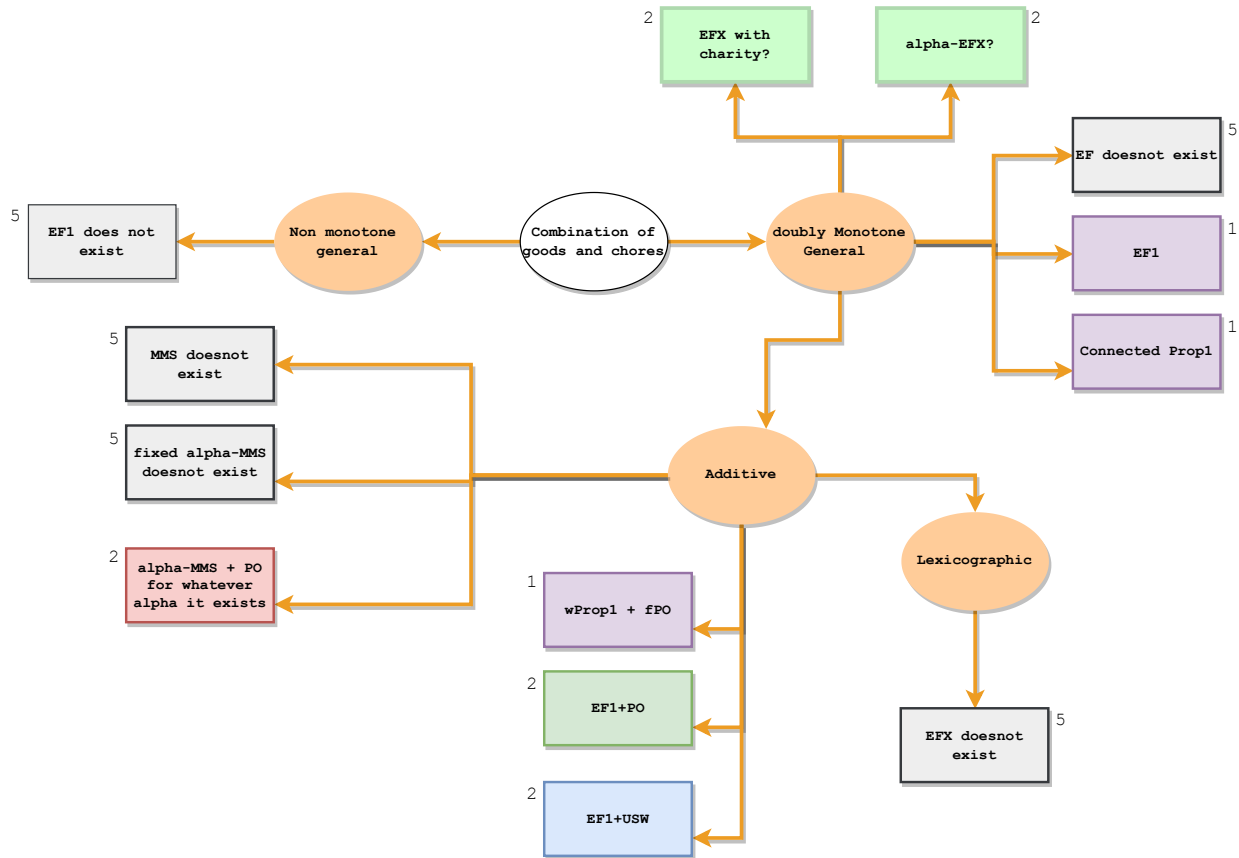 2
EFX with
charity?
2
alpha-EFX?
5
EF doesnot exist
5
EF1 does not
exist
Non monotone
general
Combination of
goods and chores
doubly Monotone
General
1
EF1
1
Connected Prop1
5
MMS doesnot
exist
5
fixed alpha-MMS
doesnot exist
Additive
2
alpha-MMS + PO
for whatever
alpha it exists
Lexicographic
1
wProp1 + fPO
2
EF1+PO
5
EFX doesnot
exist
2
EF1+USW